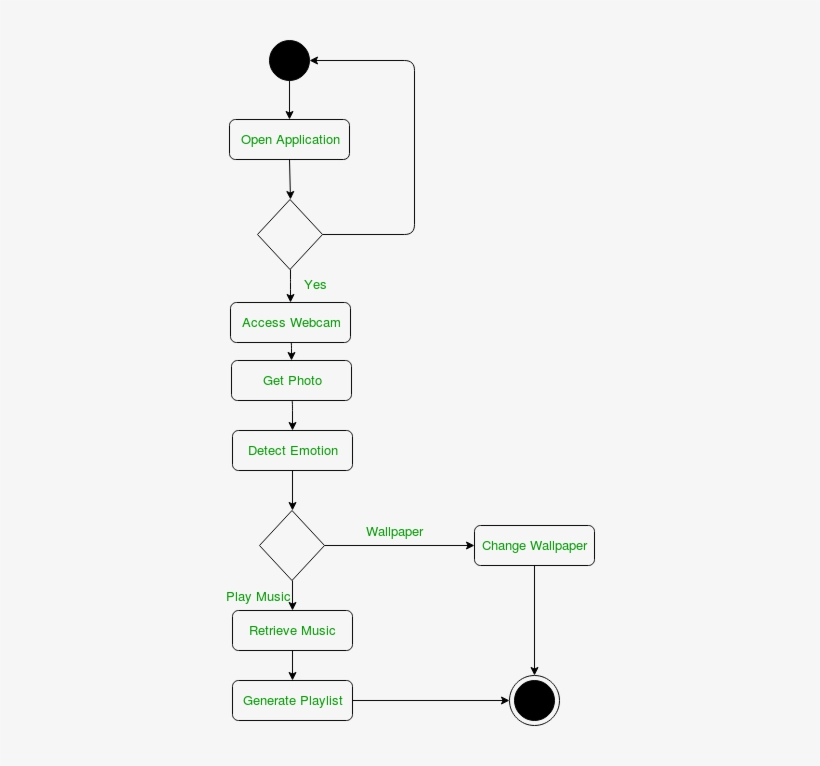 Open Application
Yes
Access Webcam
Get Photo
Detect Emotion
Wallpaper
Change Wallpaper
Play Music
Retrieve Music
Generate Playlist